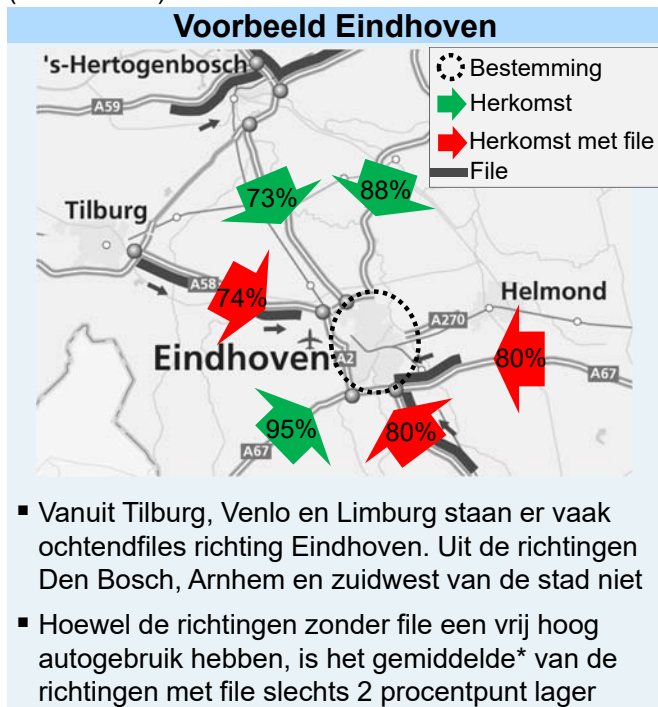 Voorbeeld Eindhoven
's-Hertogenbosch
Bestemming
A59
Herkomst
Herkomst met file
File
73%
88%
Tilburg
A58
74%
Helmond
A270
Eindhoven
A2
80%
A67
95%
80%
A67
▪ Vanuit Tilburg, Venlo en Limburg staan er vaak
ochtendfiles richting Eindhoven. Uit de richtingen
Den Bosch, Arnhem en zuidwest van de stad niet
▪ Hoewel de richtingen zonder file een vrij hoog
autogebruik hebben, is het gemiddelde* van de
richtingen met file slechts 2 procentpunt lager